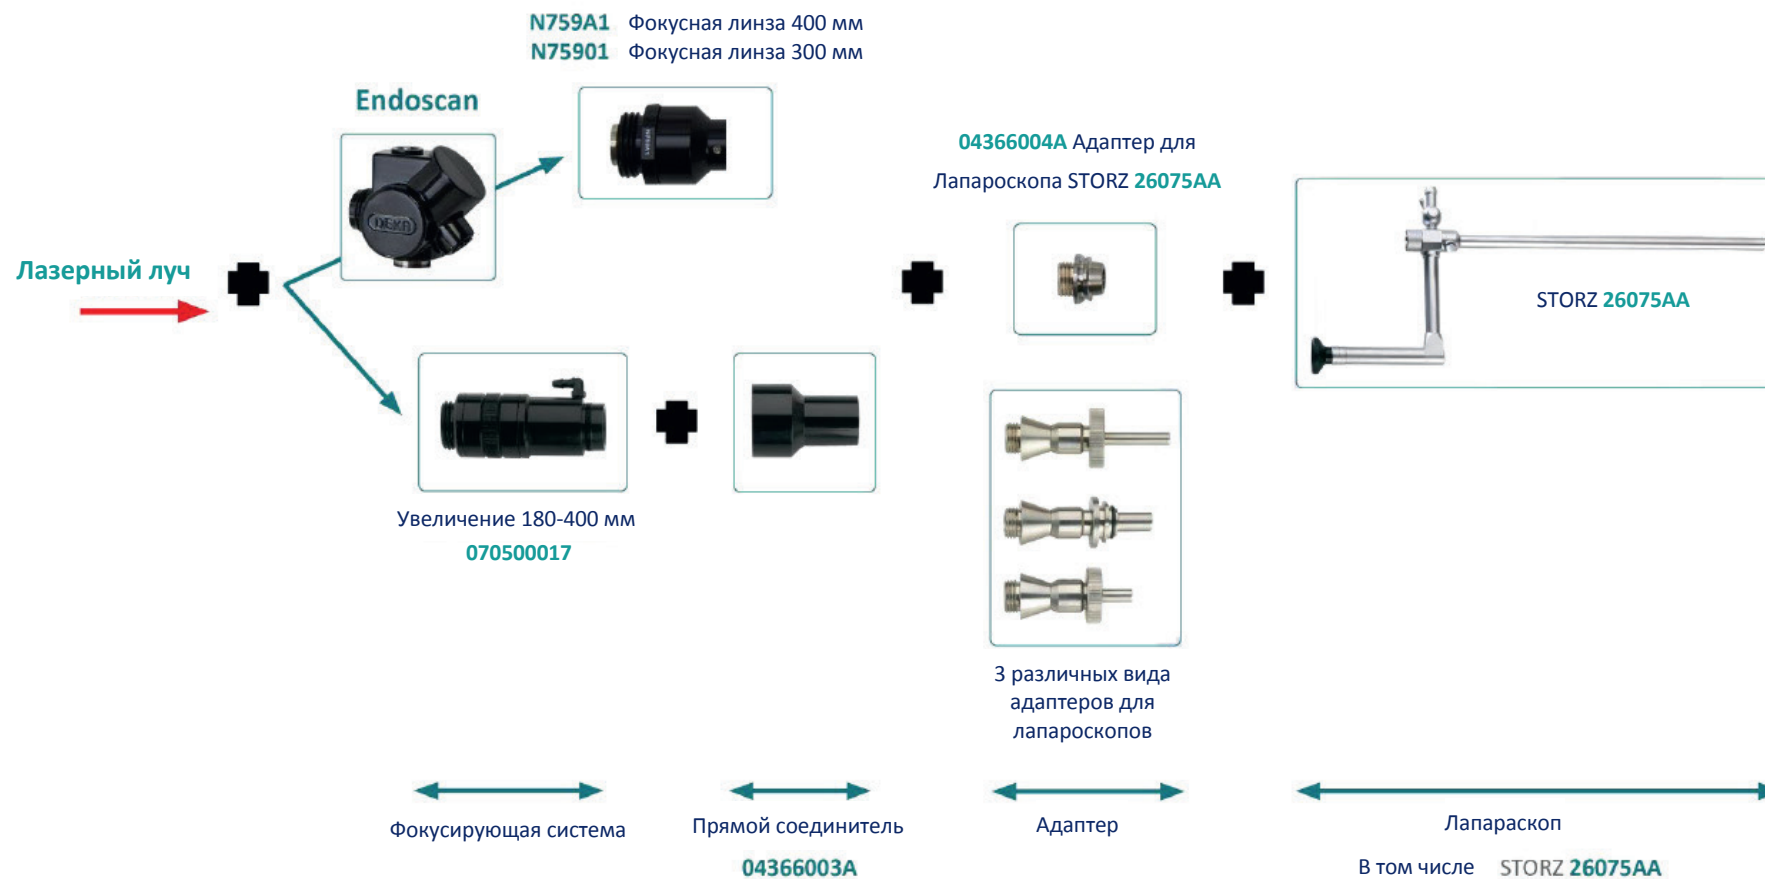 N759A1 Фокусная линза 400 мм
N75901 Фокусная линза 300 мм
Endoscan
DEKA
N759A1
04366004A Адаптер для
Лапароскопа STORZ 26075AA
Лазерный луч
STORZ 26075AA
Увеличение 180-400 мм
070500017
3 различных вида
адаптеров для
лапароскопов
Фокусирующая система
Прямой соединитель
04366003A
Адаптер
Лапараскоп
В том числе STORZ 26075AA